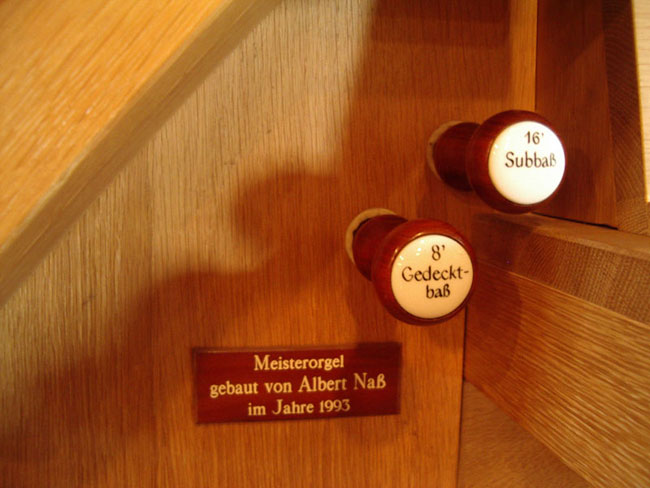 16'
Subbaß
8'
Gedeckt-
baß
Meisterorgel
gebaut von Albert Naß
im Jahre 1993